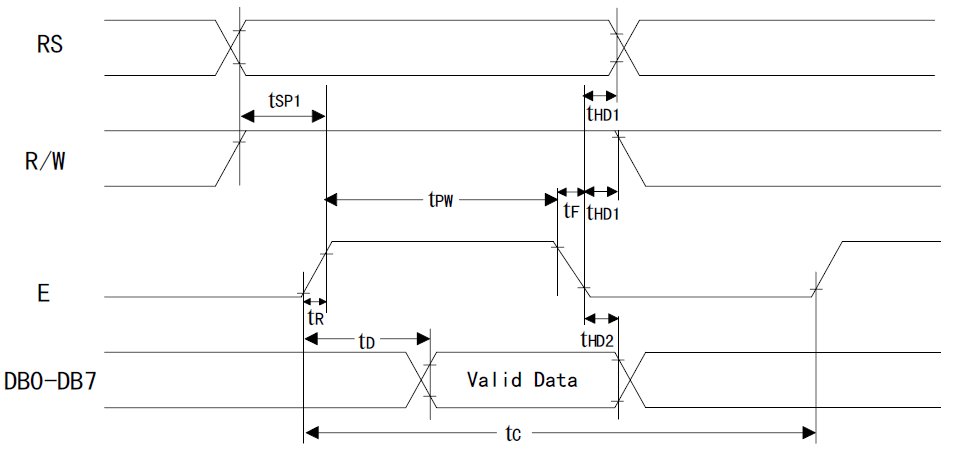 RS
tSP1
tHD1
R/W
tPW
tF
tHD1
E
tR
tD
tHD2
DB0-DB7
Valid Data
tC